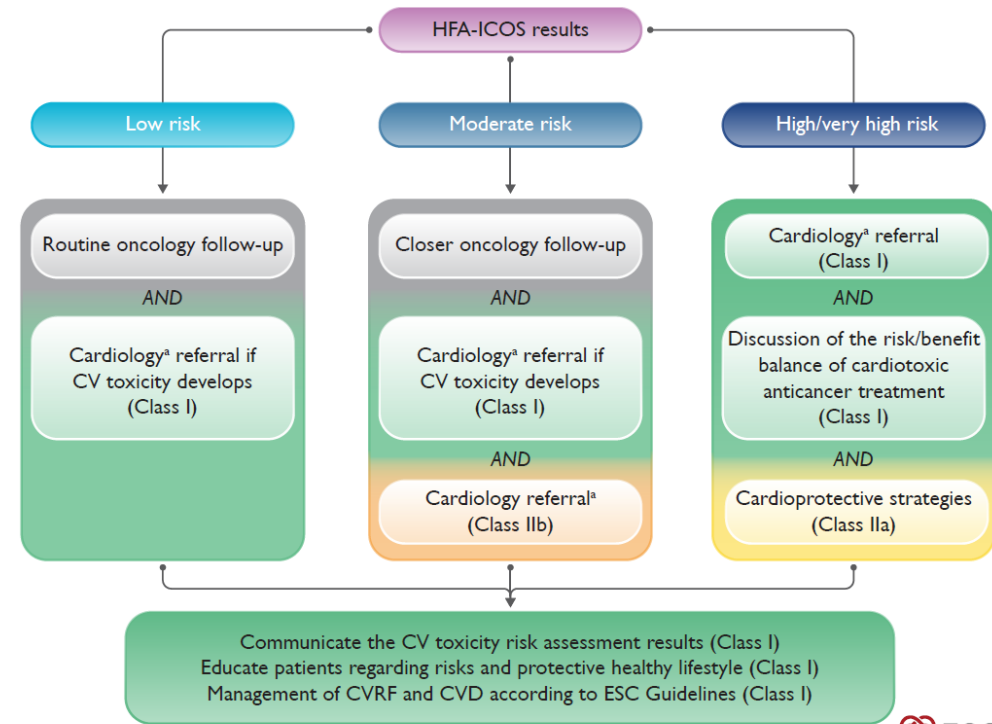 HFA-ICOS results
Low risk
Moderate risk
High/very high risk
Routine oncology follow-up
AND
Cardiologyᵃ referral if
CV toxicity develops
(Class I)
Closer oncology follow-up
AND
Cardiologyᵃ referral if
CV toxicity develops
(Class I)
AND
Cardiology referralᵃ
(Class IIb)
Cardiologyᵃ referral
(Class I)
AND
Discussion of the risk/benefit
balance of cardiotoxic
anticancer treatment
(Class I)
AND
Cardioprotective strategies
(Class IIa)
Communicate the CV toxicity risk assessment results (Class I)
Educate patients regarding risks and protective healthy lifestyle (Class I)
Management of CVRF and CVD according to ESC Guidelines (Class I)